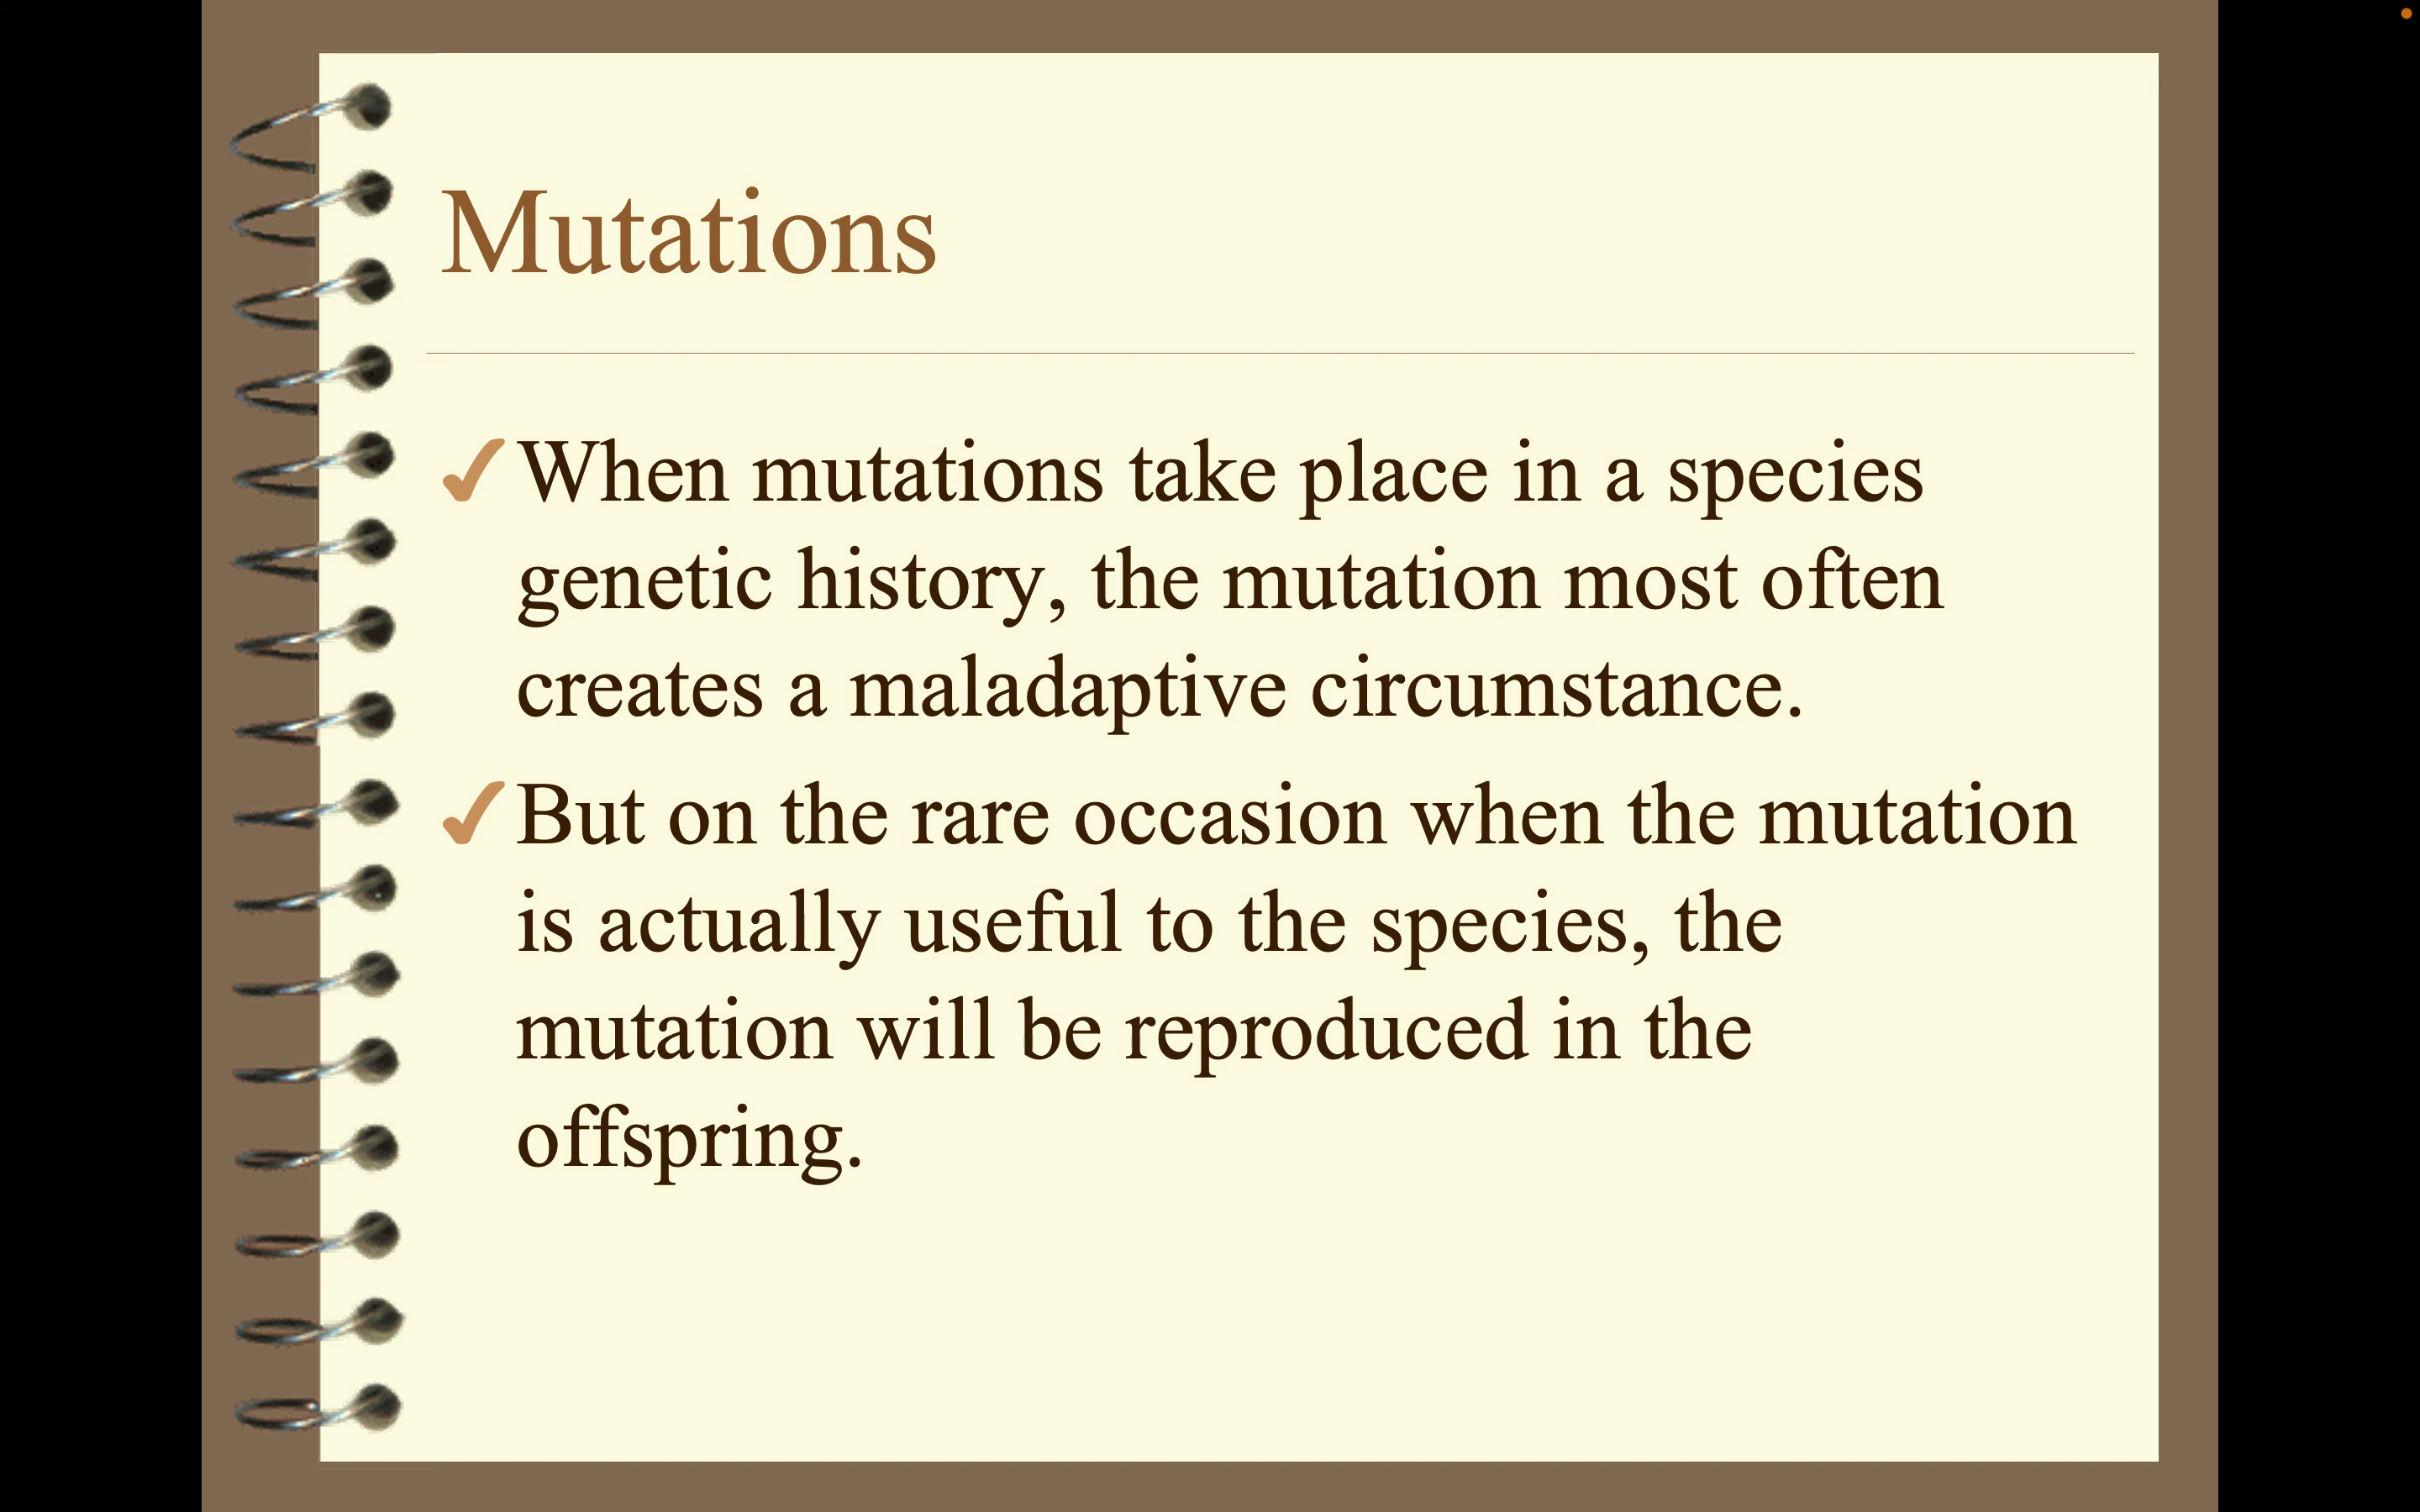 Mutations
✓When mutations take place in a species
genetic history, the mutation most often
creates a maladaptive circumstance.
✓But on the rare occasion when the mutation
is actually useful to the species, the
mutation will be reproduced in the
offspring.